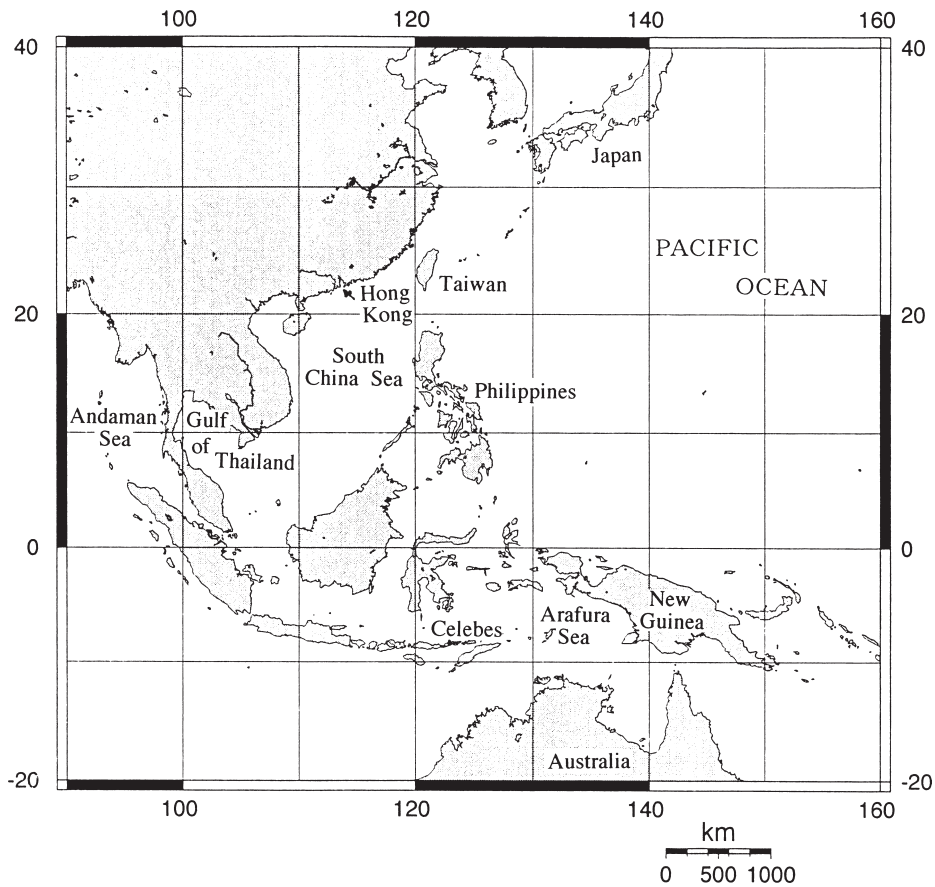 100 120 140 160
40 40
Japan
PACIFIC
OCEAN
Taiwan
Hong
Kong
20 20
South
China Sea
Philippines
Andaman
Sea
Gulf
of
Thailand
0 0
New
Guinea
Arafura
Sea
Celebes
Australia
-20 -20
100 120 140 160
km
0 500 1000